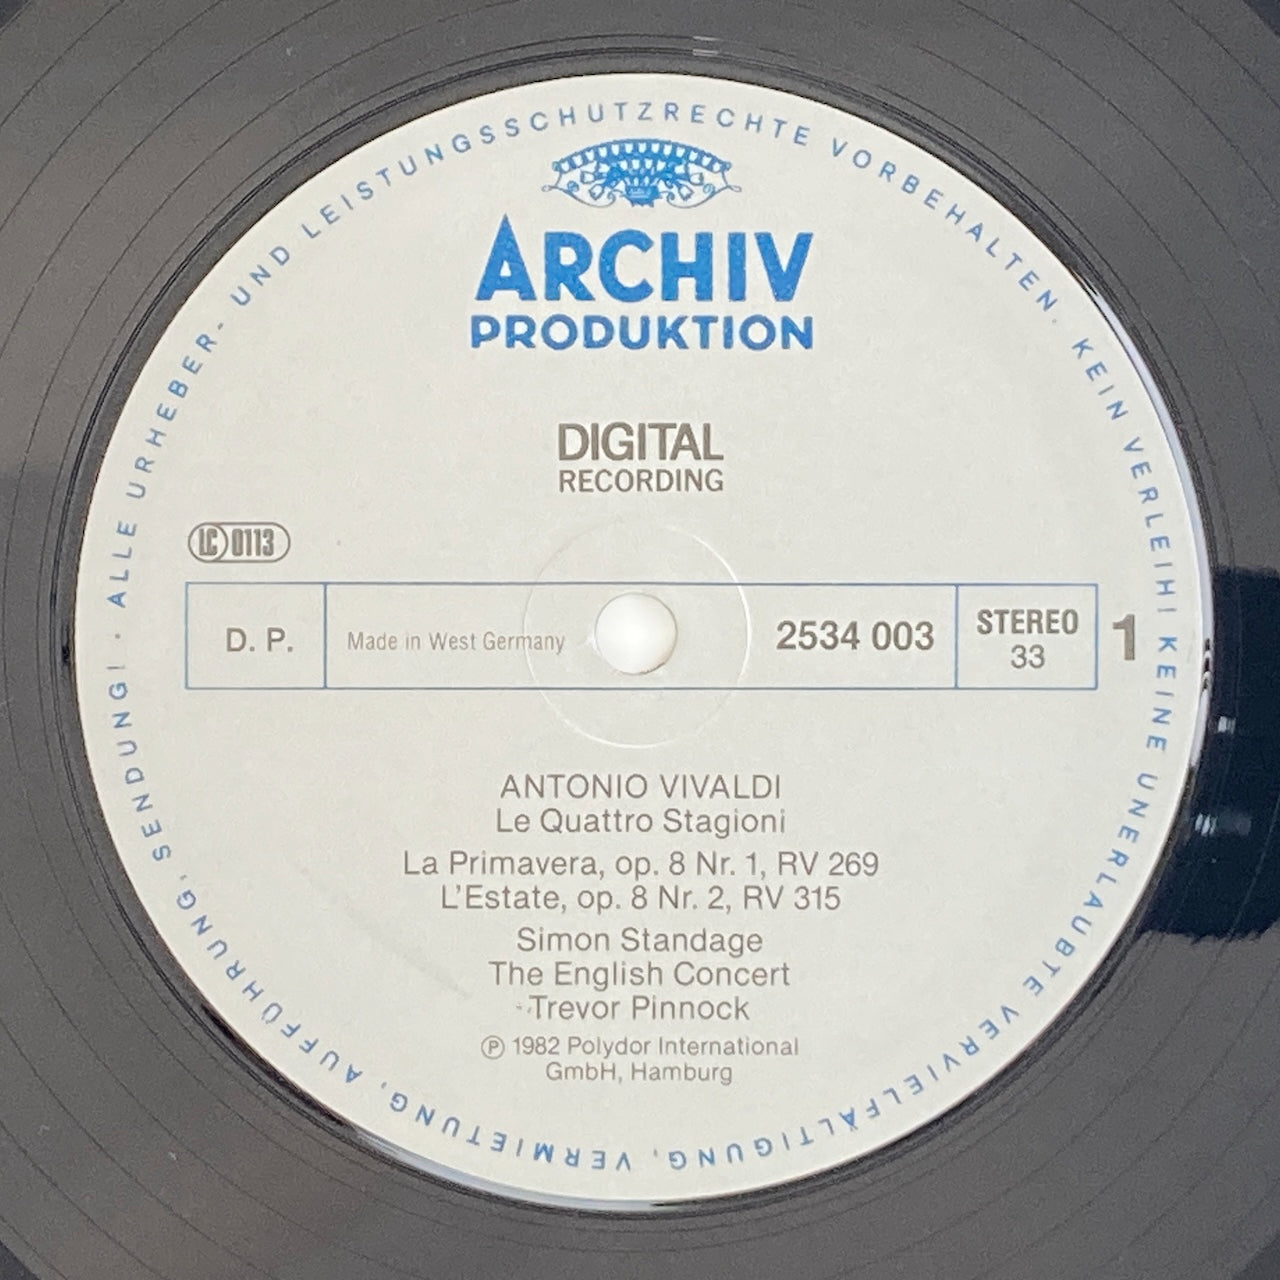 ALLE URHEBER- UND LEISTUNGSSCHUTZRECHTE VORBEHALTEN. KEIN VERLEIH! KEINE UNERLAUBTE VERVIELFÄLTIGUNG, VERMIETUNG, AUFFÜHRUNG, SENDUNG! ·
ARCHIV
PRODUKTION
DIGITAL
RECORDING
LC 0113
D. P. Made in West Germany 2534 003 STEREO 1
33
ANTONIO VIVALDI
Le Quattro Stagioni
La Primavera, op. 8 Nr. 1, RV 269
L'Estate, op. 8 Nr. 2, RV 315
Simon Standage
The English Concert
Trevor Pinnock
Ⓟ 1982 Polydor International
GmbH, Hamburg